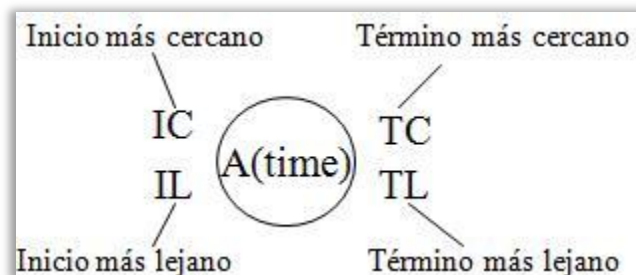 Inicio más cercano Término más cercano
IC TC
A(time)
IL TL
Inicio más lejano Término más lejano